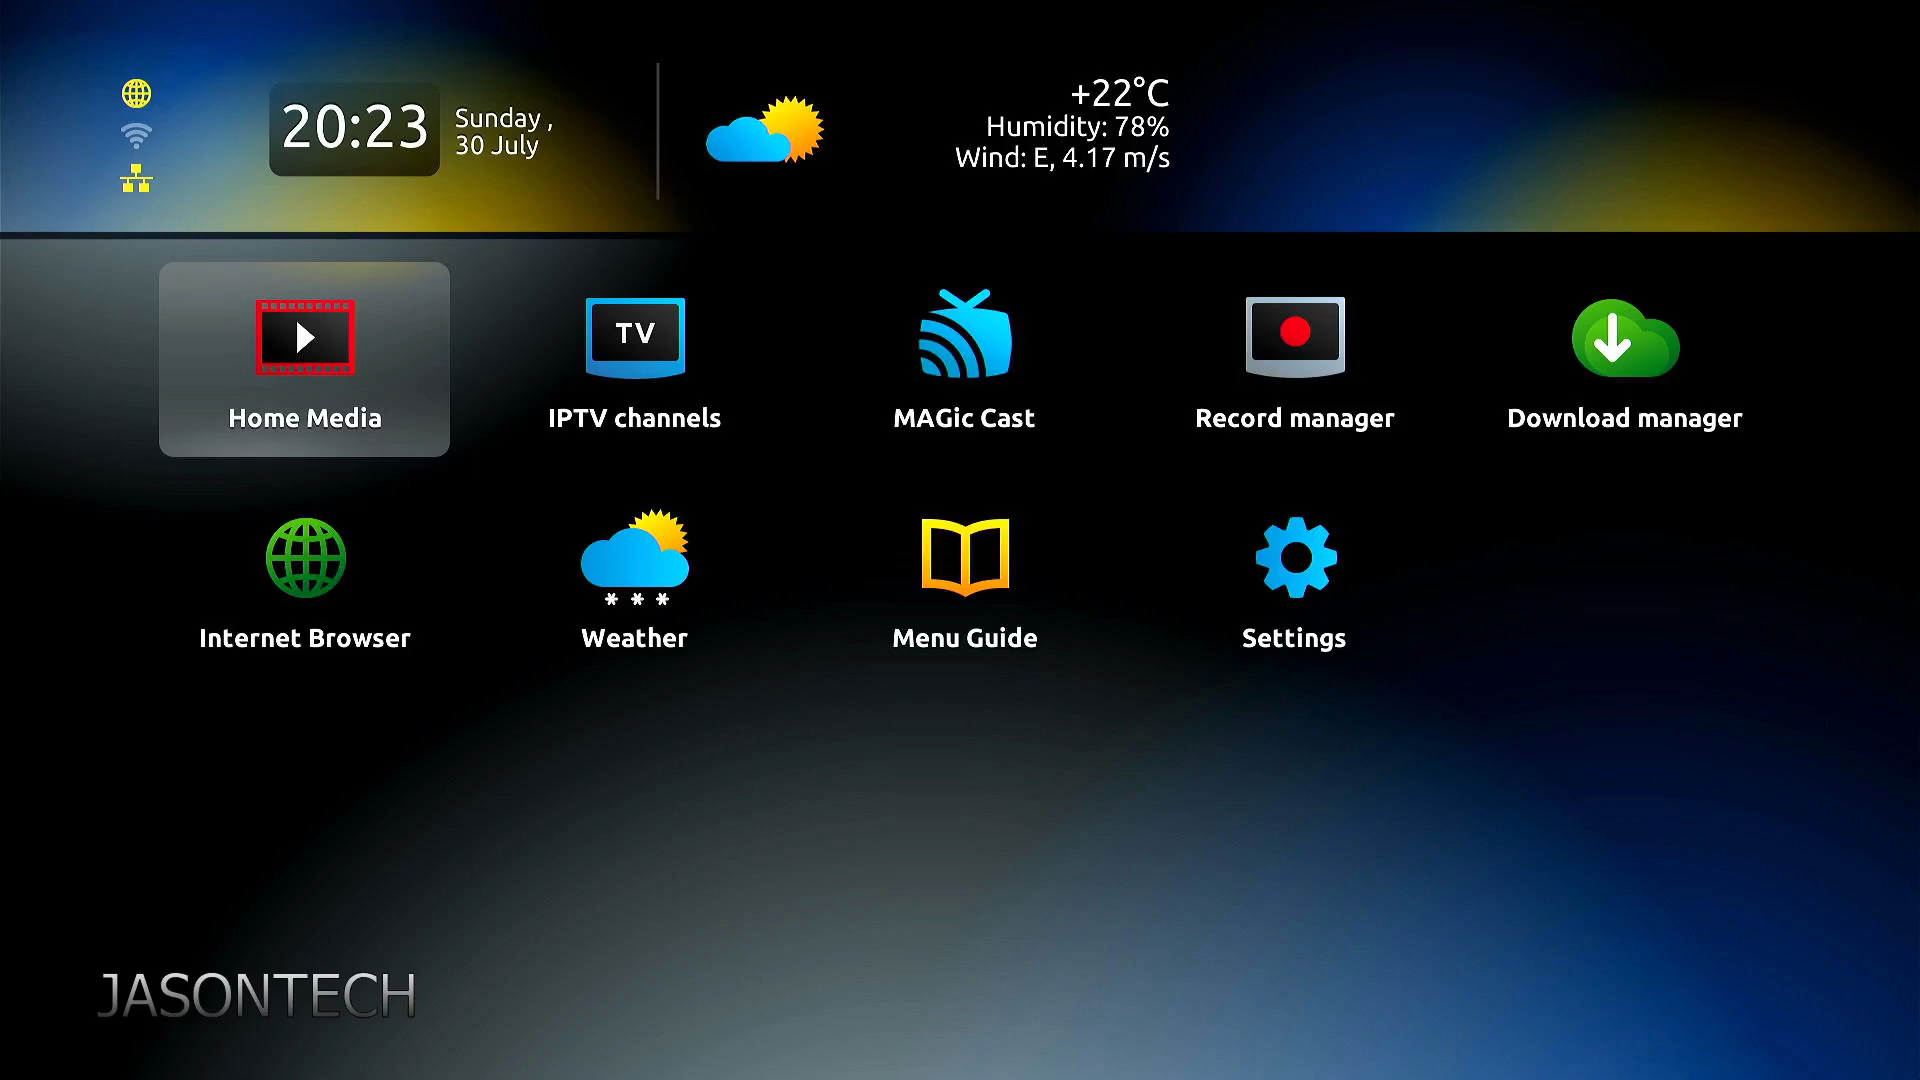 20:23
Sunday ,
30 July
+22°C
Humidity: 78%
Wind: E, 4.17 m/s
TV
Home Media
IPTV channels
MAGic Cast
Record manager
Download manager
Internet Browser
Weather
Menu Guide
Settings
JASONTECH